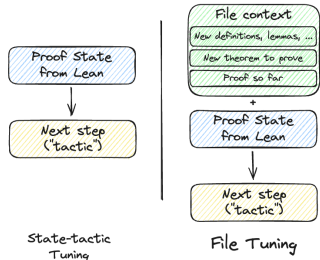 Proof State
from Lean
Next step
("tactic")
State-tactic
Tuning
File context
New definitions, lemmas, ...
New theorem to prove
Proof so far
+
Proof State
from Lean
Next step
("tactic")
File Tuning